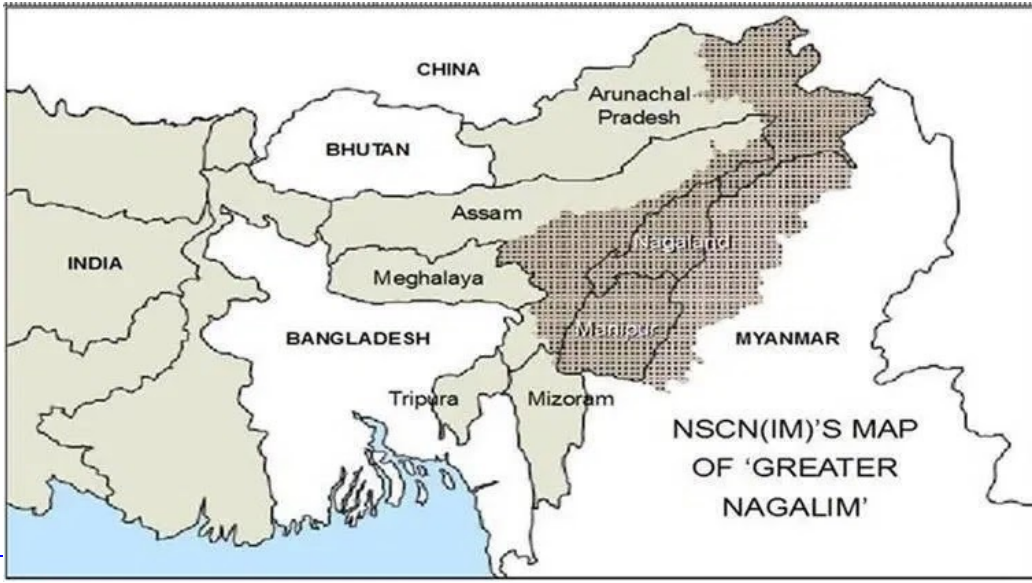 CHINA
Arunachal
Pradesh
BHUTAN
Assam
Nagaland
INDIA
Meghalaya
Manipur
BANGLADESH
MYANMAR
Tripura
Mizoram
NSCN(IM)'S MAP
OF ‘GREATER
NAGALIM’